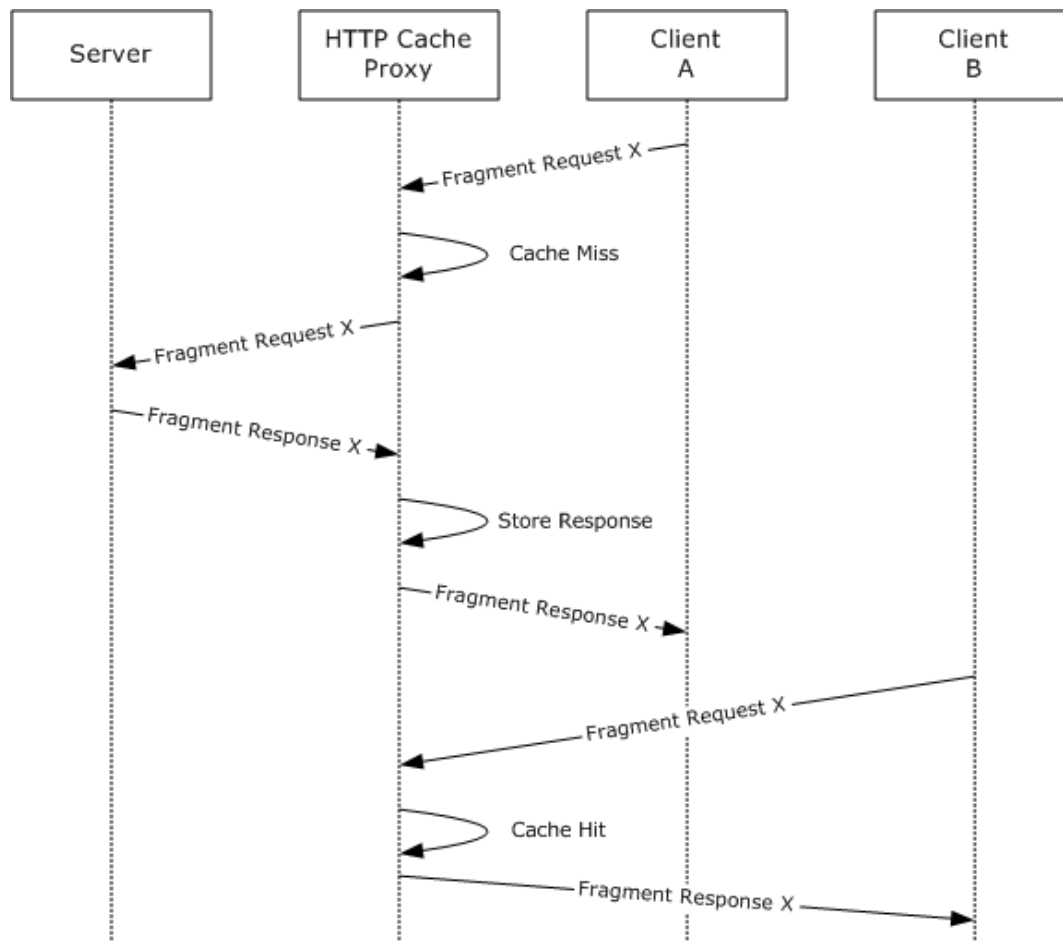 Server
HTTP Cache
Proxy
Client
A
Client
B
Fragment Request X
Cache Miss
Fragment Request X
Fragment Response X
Store Response
Fragment Response X
Fragment Request X
Cache Hit
Fragment Response X